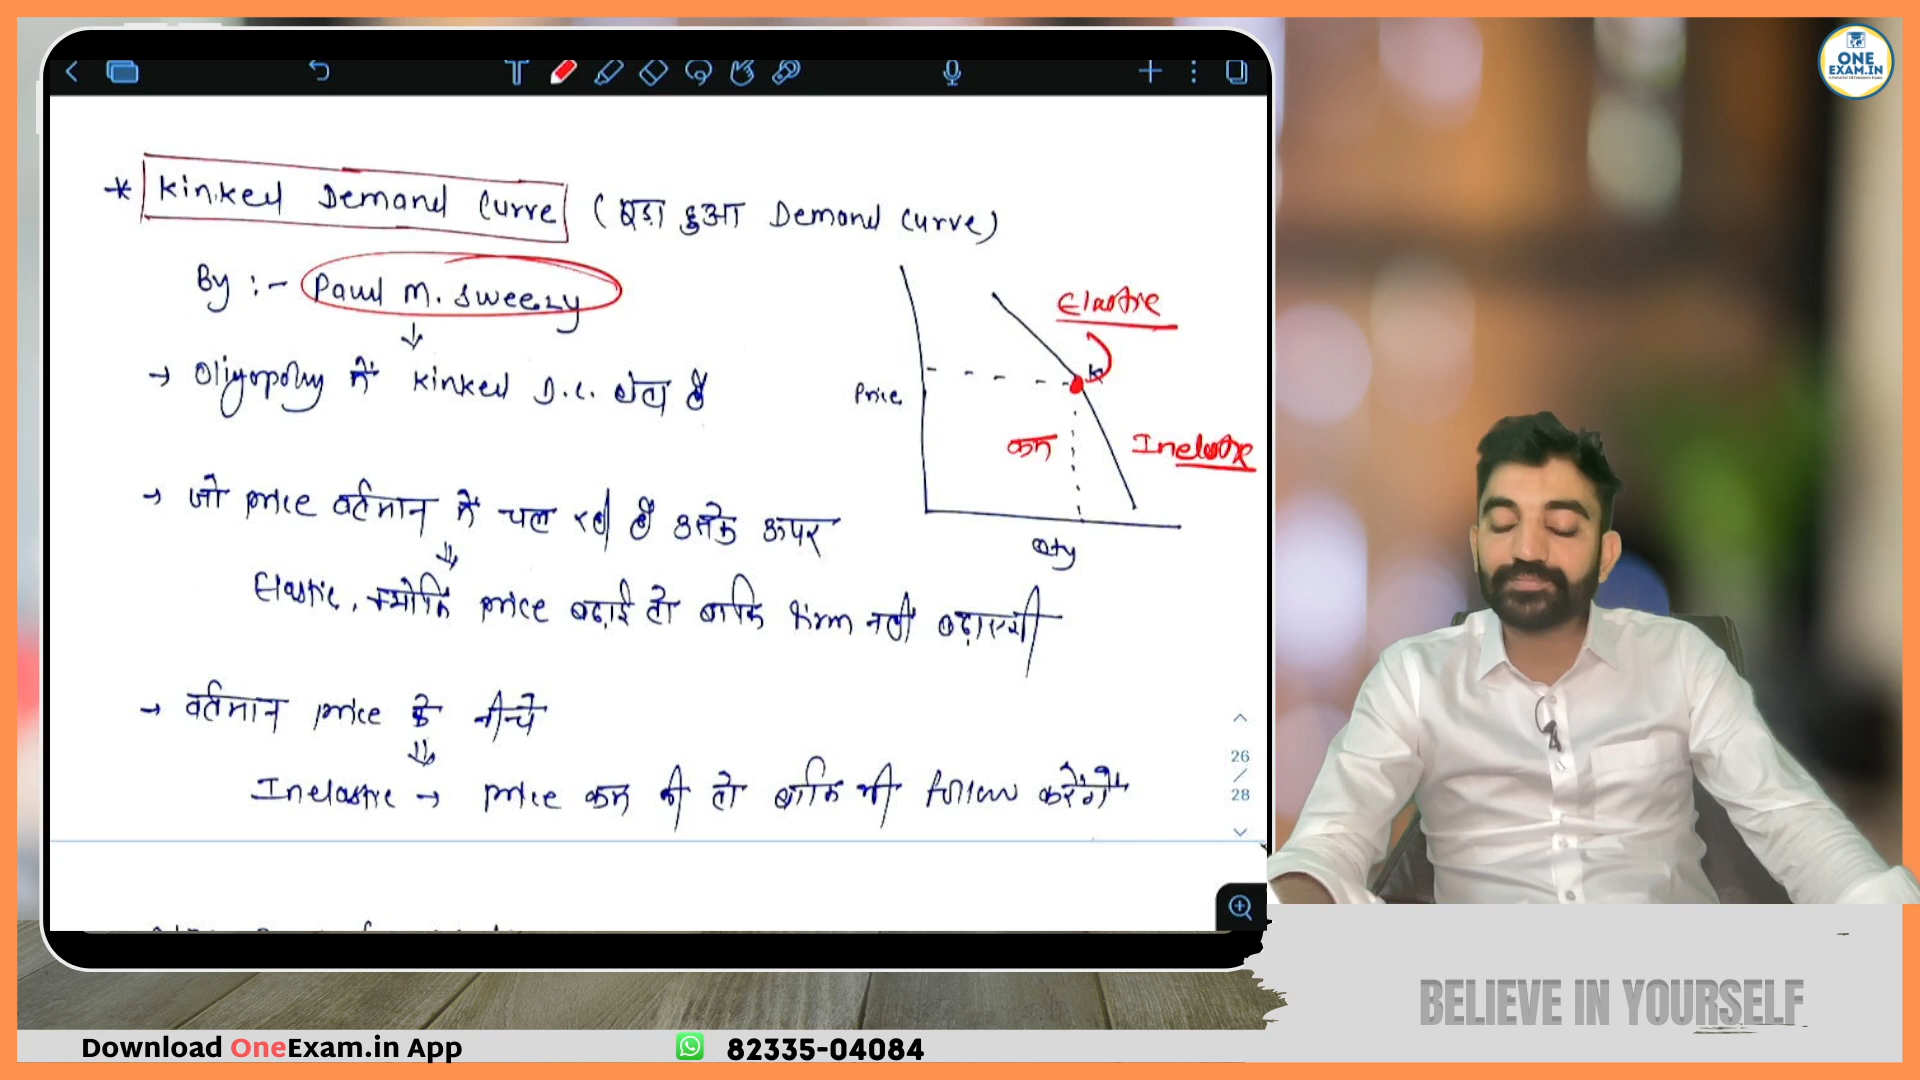 ONE
EXAM.IN
* Kinked Demand Curve ( हुआ Demand Curve)
By :- Paul M. Sweezy
→ Oligopoly में Kinked D.C. होता है
Elastic
K
Price
कम
Inelastic
Qty
→ जो price वर्तमान में चल रही है उसके ऊपर
Elastic, क्योंकि price बढ़ाई तो बाकि firm नहीं बढ़ाएगी
→ वर्तमान price के नीचे
Inelastic → price कम की तो बाकि भी follow करेंगे
26
/
28
BELIEVE IN YOURSELF
Download OneExam.in App
82335-04084